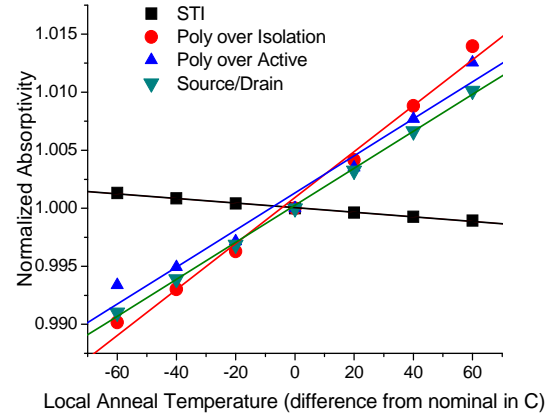 STI
Poly over Isolation
Poly over Active
Source/Drain
1.015
1.010
1.005
1.000
0.995
0.990
Normalized Absorptivity
-60 -40 -20 0 20 40 60
Local Anneal Temperature (difference from nominal in C)